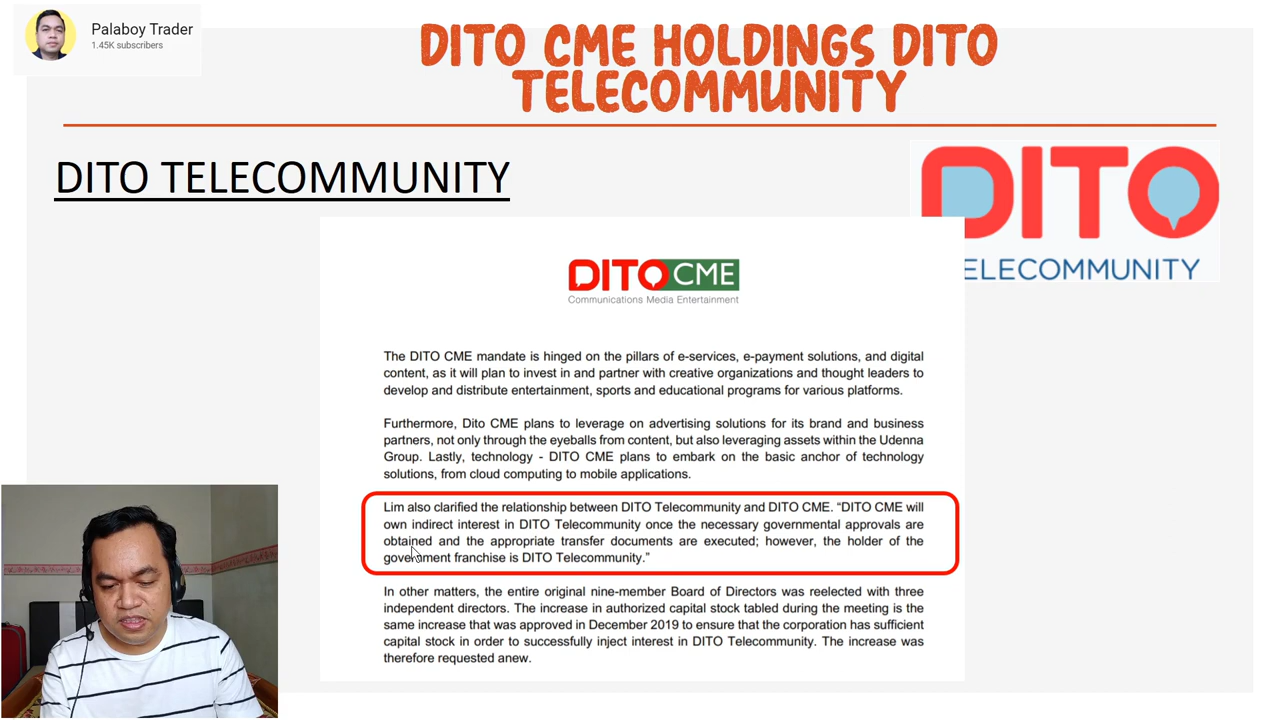 Palaboy Trader
1.45K subscribers
DITO CME HOLDINGS DITO
TELECOMMUNITY
DITO TELECOMMUNITY
DITO
ELECOMMUNITY
DITO CME
Communications Media Entertainment
The DITO CME mandate is hinged on the pillars of e-services, e-payment solutions, and digital
content, as it will plan to invest in and partner with creative organizations and thought leaders to
develop and distribute entertainment, sports and educational programs for various platforms.
Furthermore, Dito CME plans to leverage on advertising solutions for its brand and business
partners, not only through the eyeballs from content, but also leveraging assets within the Udenna
Group. Lastly, technology - DITO CME plans to embark on the basic anchor of technology
solutions, from cloud computing to mobile applications.
Lim also clarified the relationship between DITO Telecommunity and DITO CME. “DITO CME will
own indirect interest in DITO Telecommunity once the necessary governmental approvals are
obtained and the appropriate transfer documents are executed; however, the holder of the
government franchise is DITO Telecommunity.”
In other matters, the entire original nine-member Board of Directors was reelected with three
independent directors. The increase in authorized capital stock tabled during the meeting is the
same increase that was approved in December 2019 to ensure that the corporation has sufficient
capital stock in order to successfully inject interest in DITO Telecommunity. The increase was
therefore requested anew.